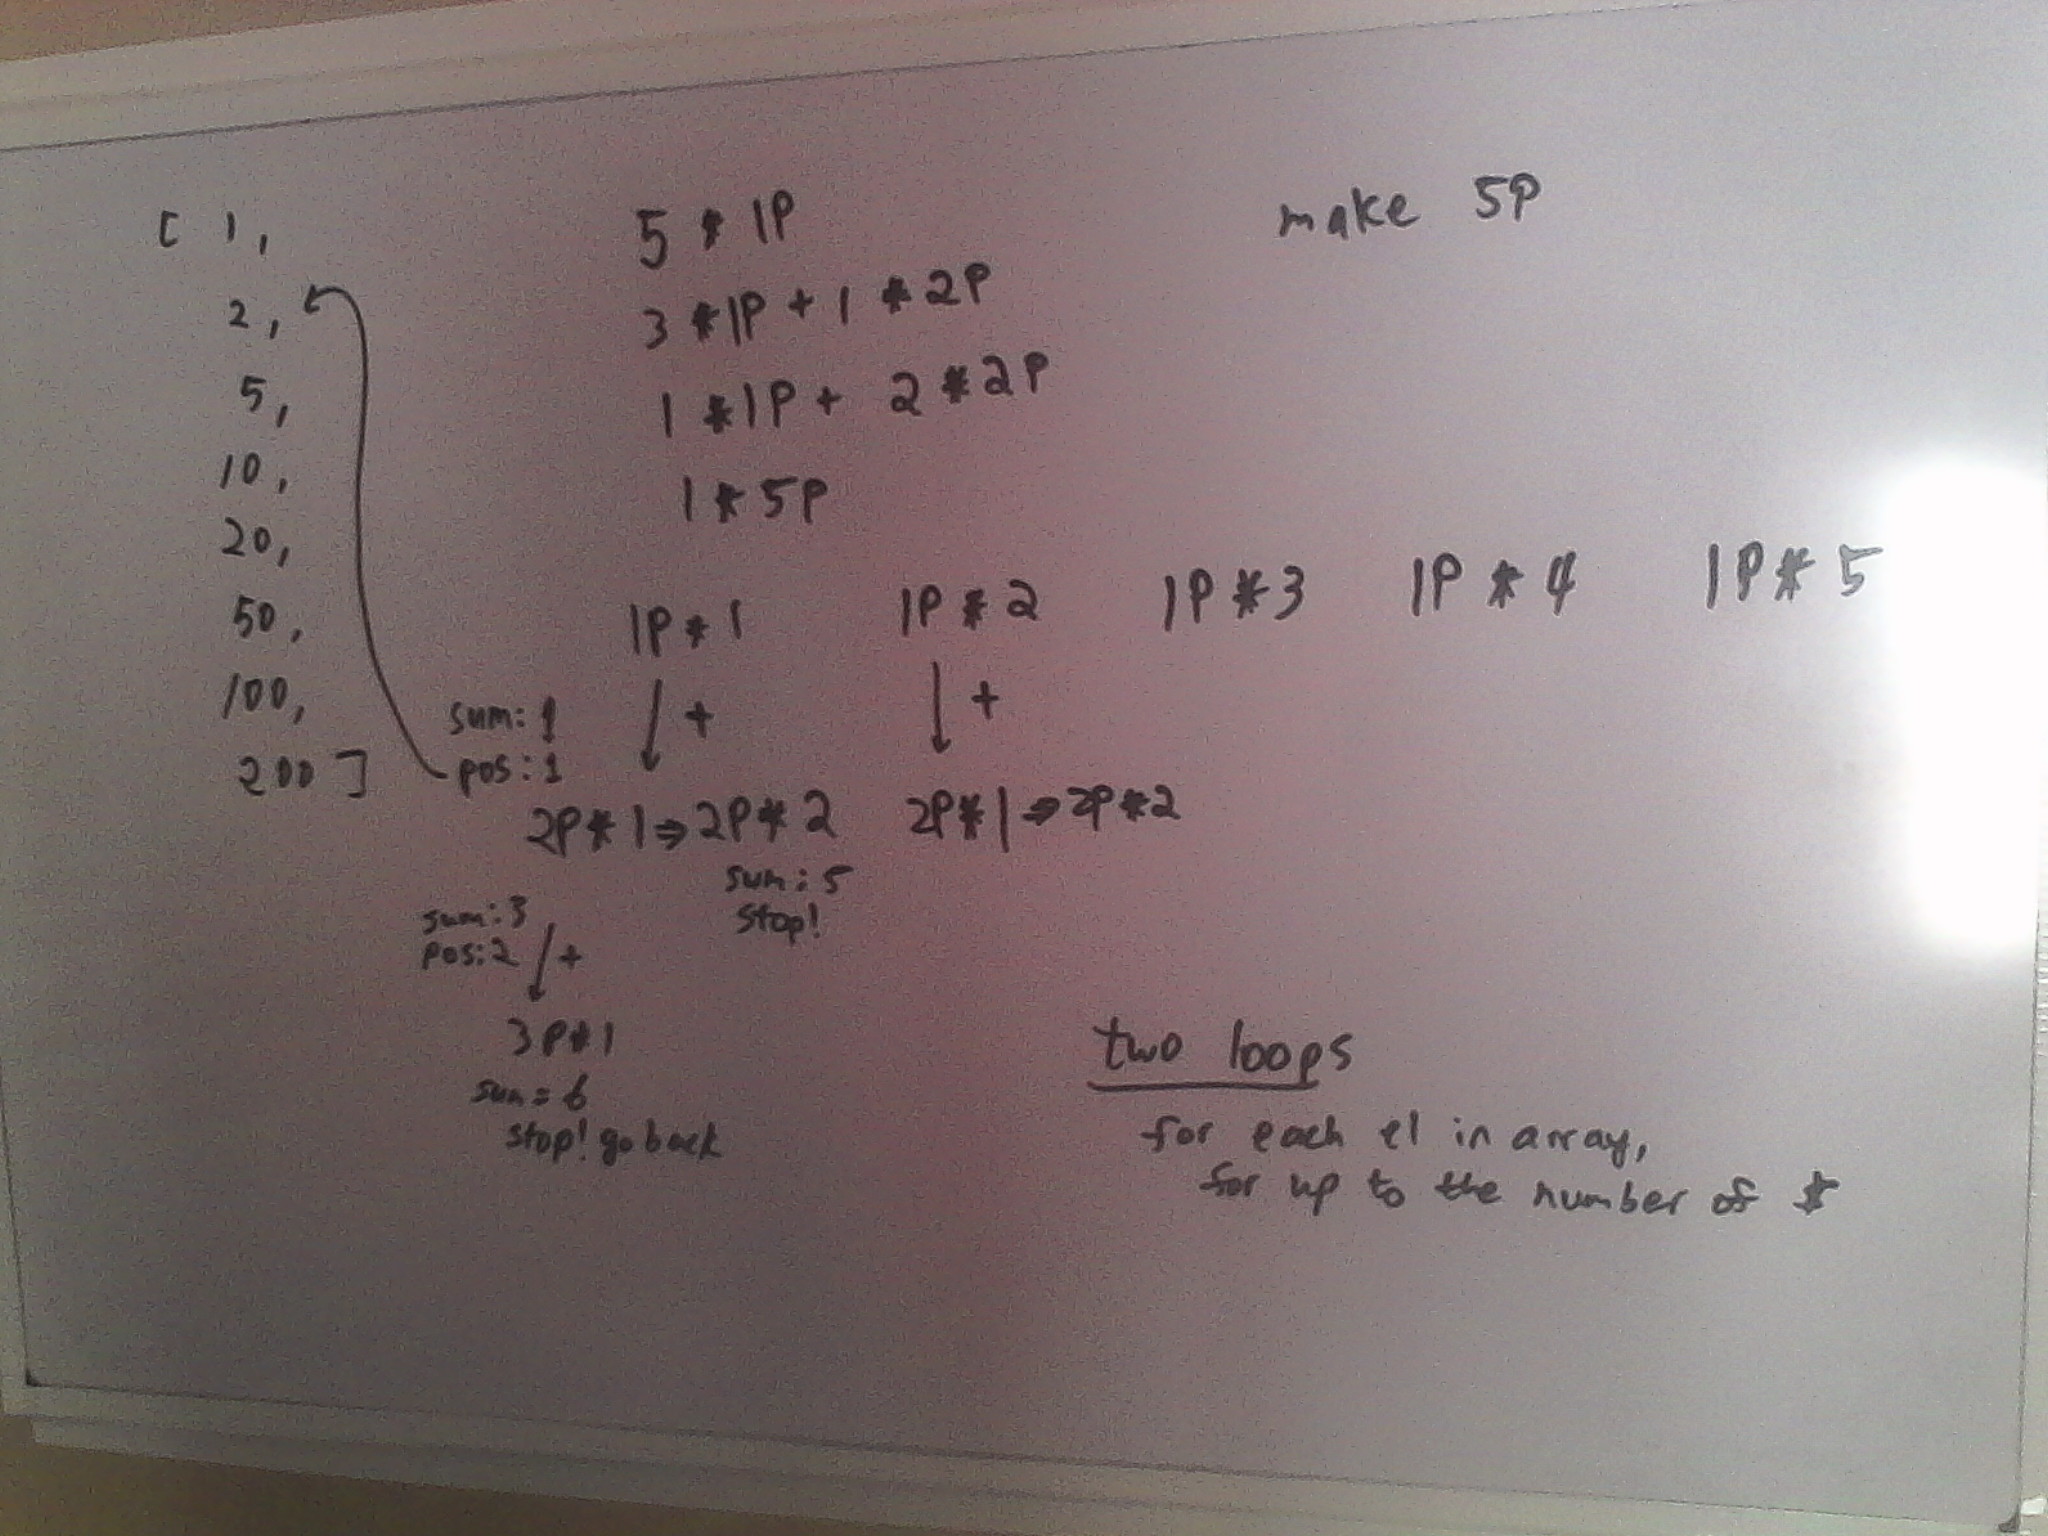 [ 1,
2,
5,
10,
20,
50,
100,
200 ]
make 5P
5 * 1P
3 * 1P + 1 * 2P
1 * 1P + 2 * 2P
1 * 5P
1P * 1 1P * 2 1P * 3 1P * 4 1P * 5
sum: 1 + +
pos: 1
2P * 1 ⇒ 2P * 2 2P * 1 ⇒ 2P * 2
sum: 5
stop!
sum: 3
pos: 2 +
3P * 1
sum = 6
stop! go back
two loops
for each el in array,
for up to the number of $